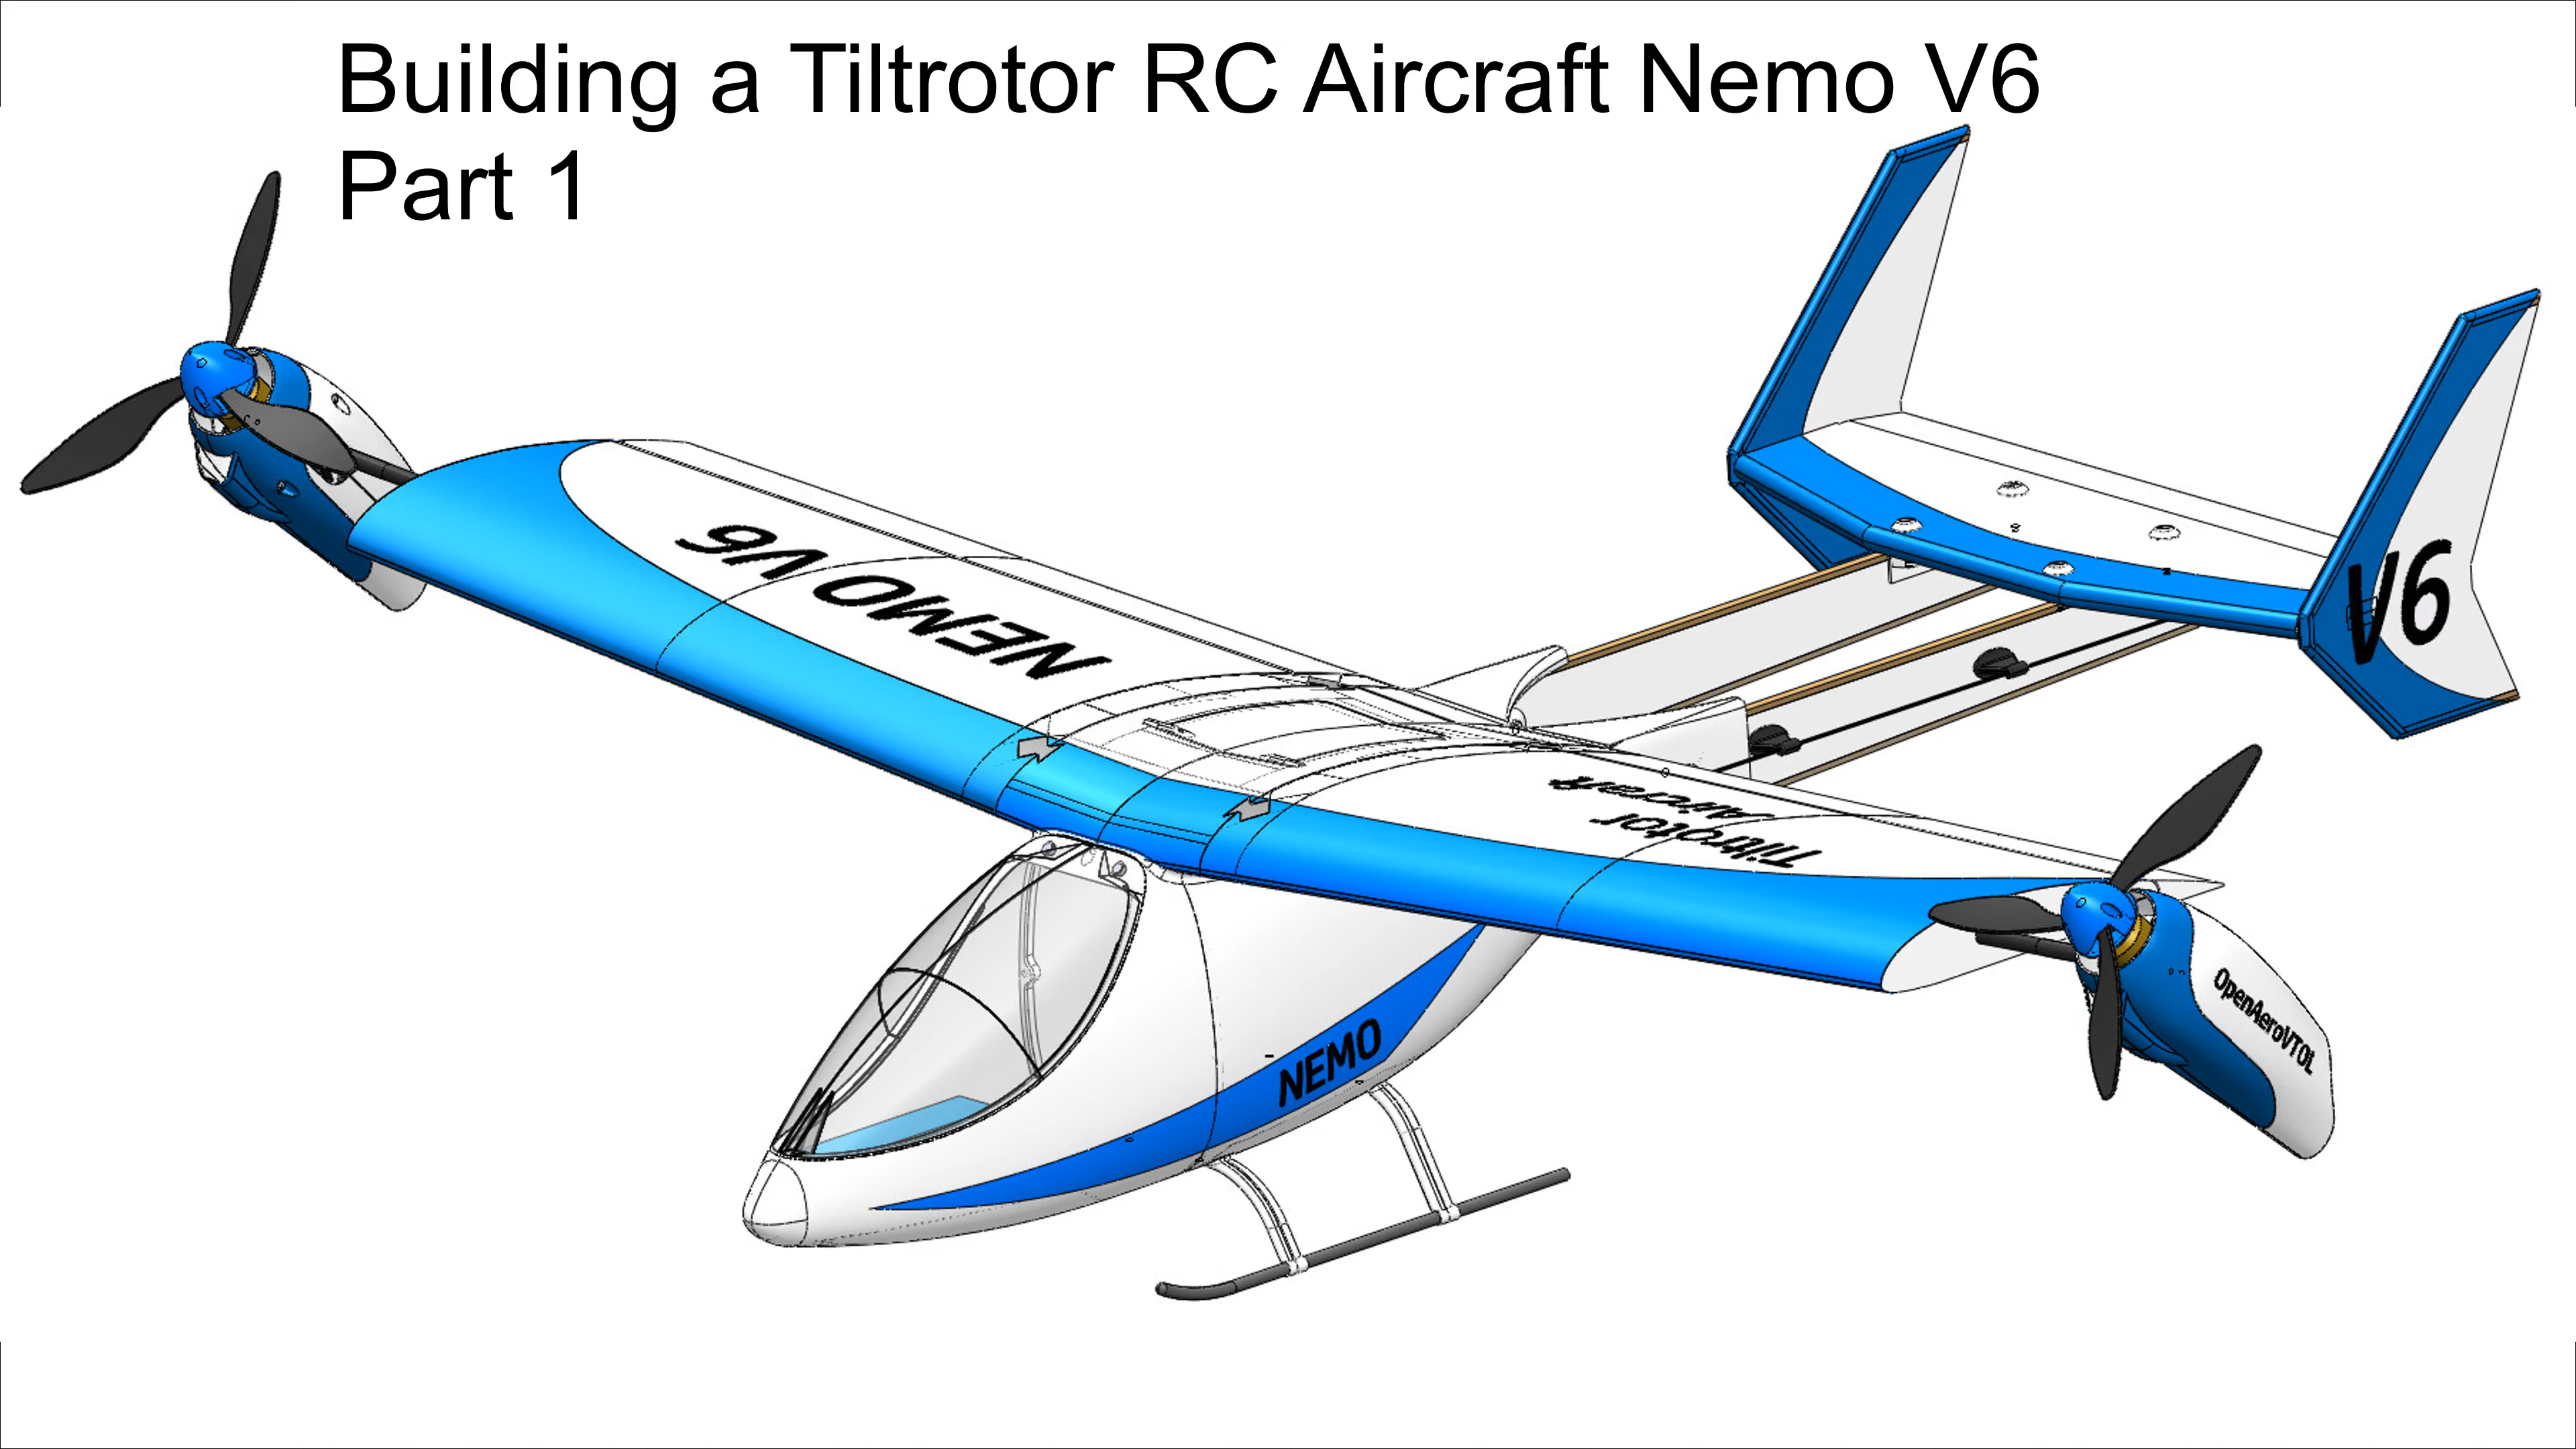 Building a Tiltrotor RC Aircraft Nemo V6
Part 1
NEMO V6
V6
Tiltrotor
Aircraft
OpenAeroVTOL
NEMO